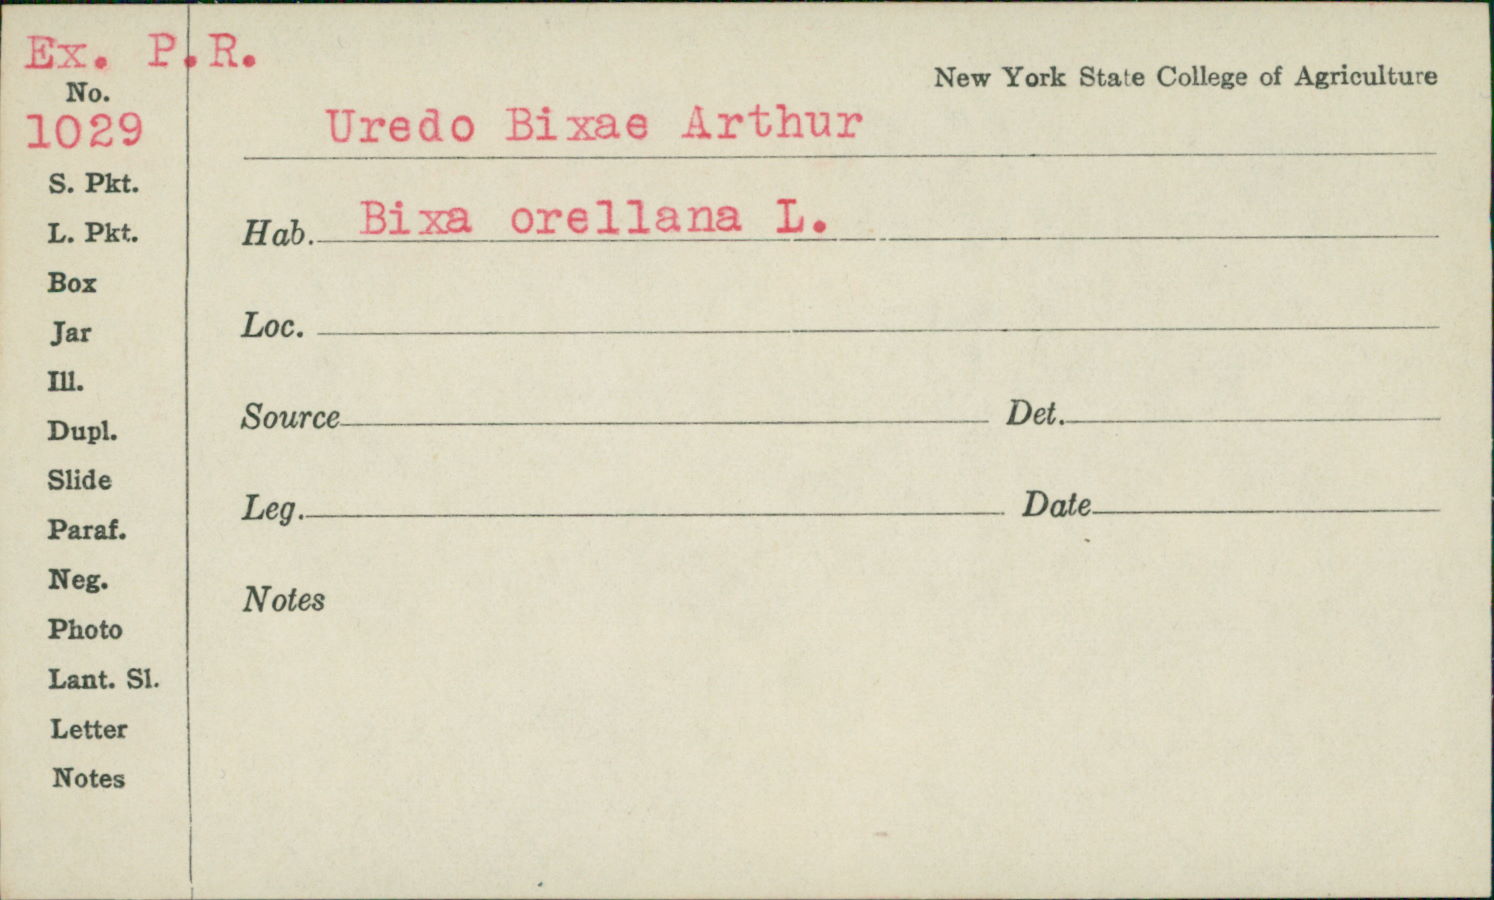 Ex. P.R.
New York State College of Agriculture
No.
1029
Uredo Bixae Arthur
S. Pkt.
Hab. Bixa orellana L.
L. Pkt.
Box
Jar
Loc.
Ill.
Dupl.
Source Det.
Slide
Leg. Date
Paraf.
Neg.
Notes
Photo
Lant. Sl.
Letter
Notes